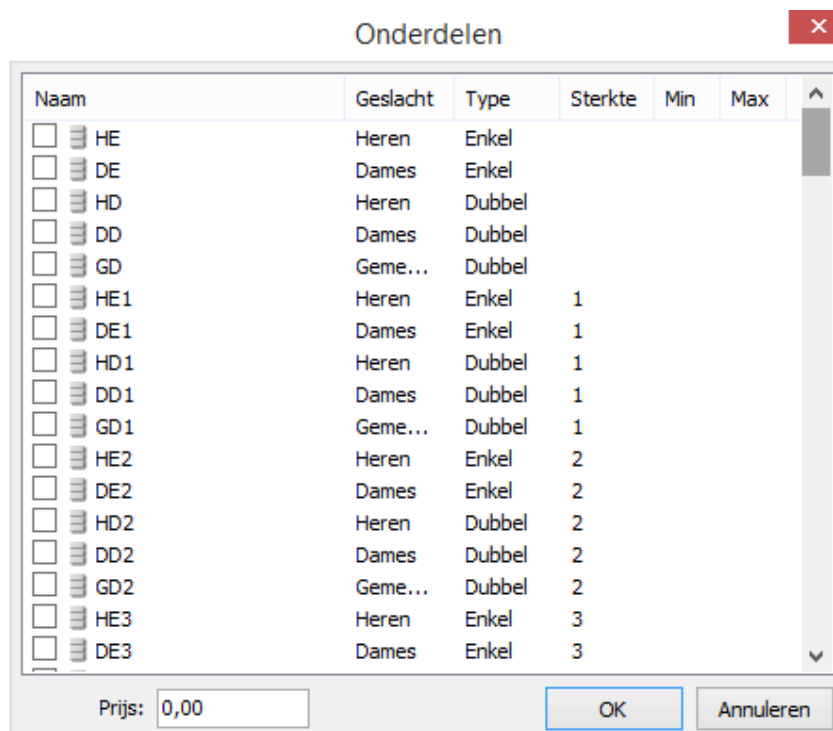 Onderdelen
Naam Geslacht Type Sterkte Min Max
HE Heren Enkel
DE Dames Enkel
HD Heren Dubbel
DD Dames Dubbel
GD Geme... Dubbel
HE1 Heren Enkel 1
DE1 Dames Enkel 1
HD1 Heren Dubbel 1
DD1 Dames Dubbel 1
GD1 Geme... Dubbel 1
HE2 Heren Enkel 2
DE2 Dames Enkel 2
HD2 Heren Dubbel 2
DD2 Dames Dubbel 2
GD2 Geme... Dubbel 2
HE3 Heren Enkel 3
DE3 Dames Enkel 3
Prijs: 0,00 OK Annuleren